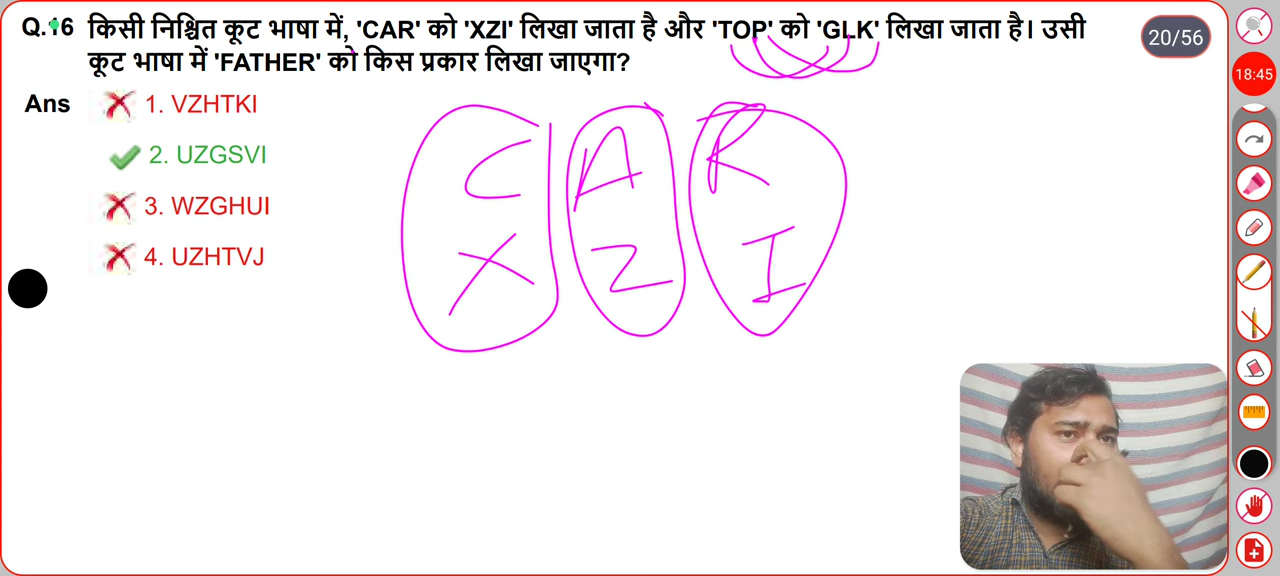 Q.16 किसी निश्चित कूट भाषा में, 'CAR' को 'XZI' लिखा जाता है और 'TOP' को 'GLK' लिखा जाता है। उसी
कूट भाषा में 'FATHER' को किस प्रकार लिखा जाएगा?
Ans 1. VZHTKI
2. UZGSVI
3. WZGHUI
4. UZHTVJ
C A R
X Z I
20/56
18:45